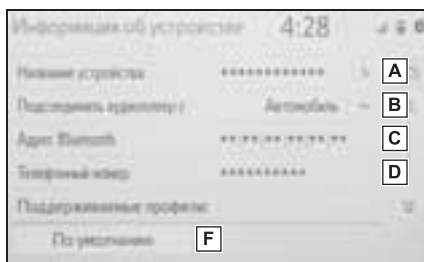 Информация об устройстве 4:28
Название устройства ************ A
Подсоединить аудиоплеер с Автомобиль B
Адрес Bluetooth **:**:**:**:**:** C
Телефонный номер ********** D
Поддерживаемые профили:
По умолчанию F